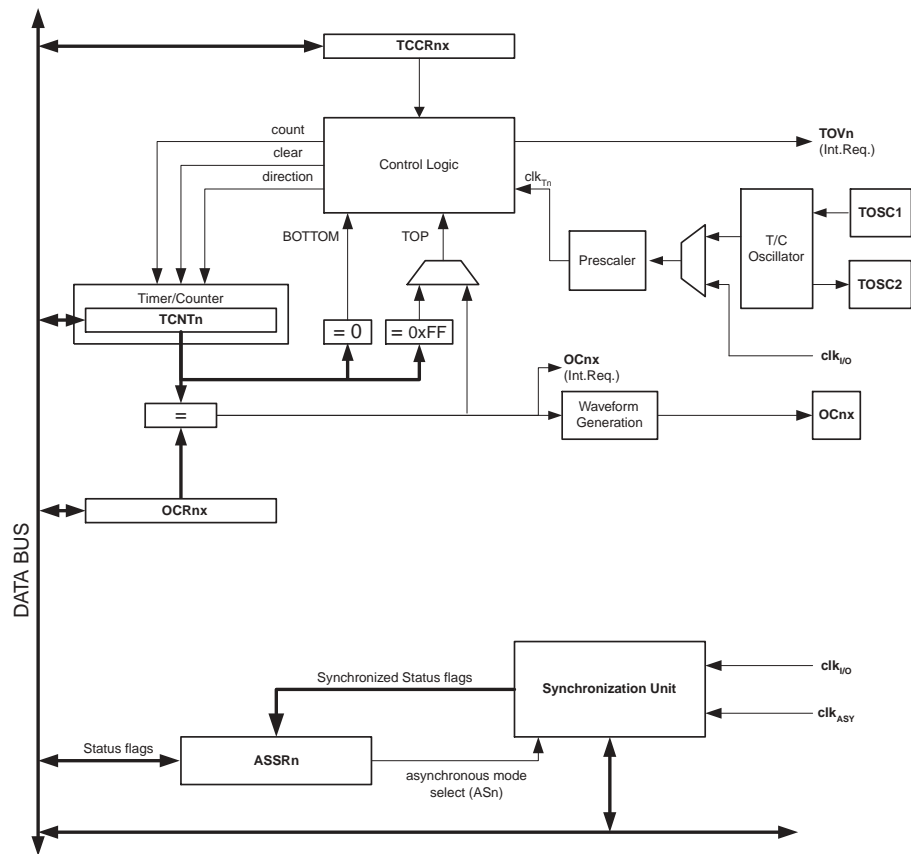 TCCRnx
count
clear
direction
Control Logic
TOVn
(Int.Req.)
clkTn
BOTTOM
TOP
TOSC1
T/C
Oscillator
Prescaler
TOSC2
Timer/Counter
TCNTn
= 0
= 0xFF
clkI/O
OCnx
(Int.Req.)
=
Waveform
Generation
OCnx
OCRnx
DATA BUS
Synchronized Status flags
Synchronization Unit
clkI/O
clkASY
Status flags
ASSRn
asynchronous mode
select (ASn)